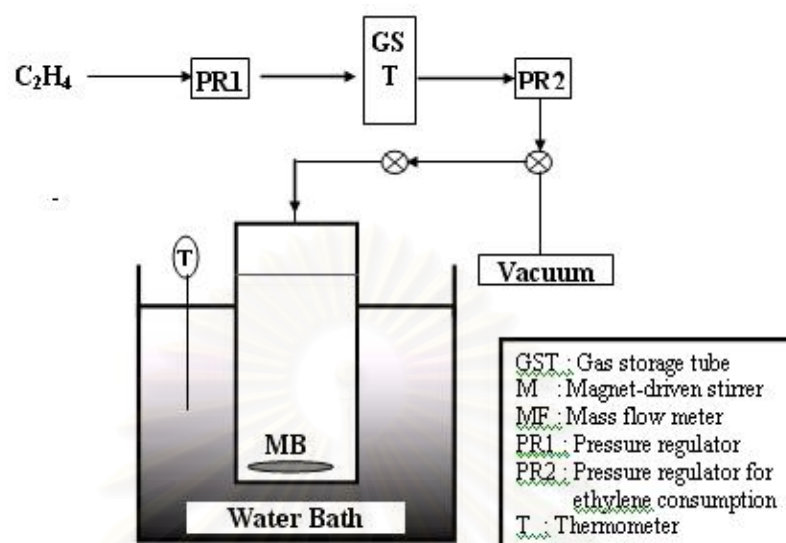 C₂H₄
PR1
GS
T
PR2
T
Vacuum
MB
Water Bath
GST : Gas storage tube
M : Magnet-driven stirrer
MF : Mass flow meter
PR1 : Pressure regulator
PR2 : Pressure regulator for
ethylene consumption
T : Thermometer